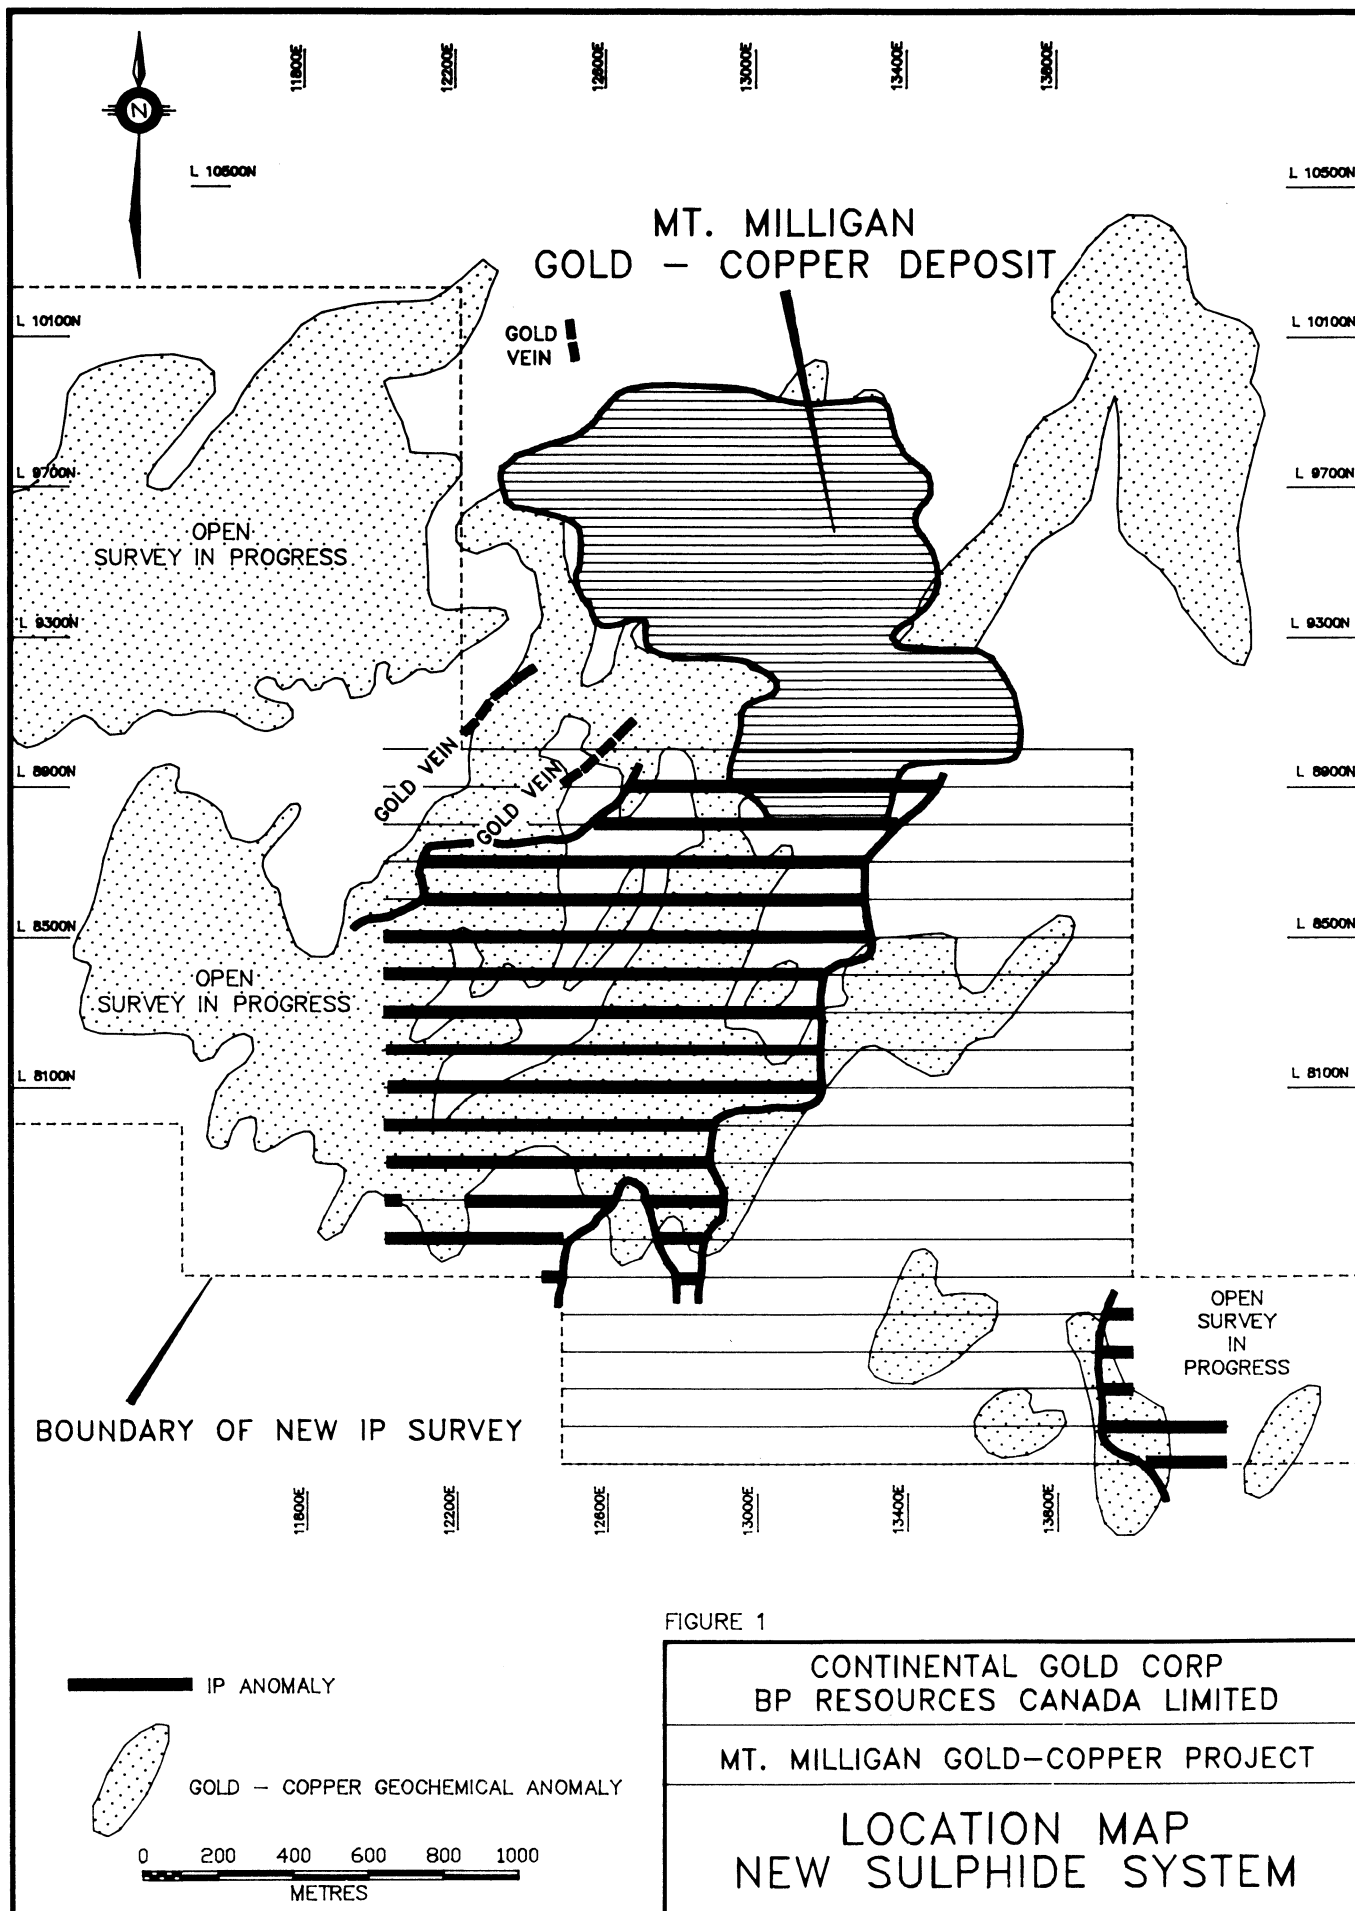 11800E
12200E
12600E
13000E
13400E
13800E
N
L 10500N
L 10500N
MT. MILLIGAN
GOLD – COPPER DEPOSIT
L 10100N
GOLD
VEIN
L 10100N
L 9700N
L 9700N
OPEN
SURVEY IN PROGRESS
L 9300N
L 9300N
GOLD VEIN
GOLD VEIN
L 8900N
L 8900N
L 8500N
L 8500N
OPEN
SURVEY IN PROGRESS
L 8100N
L 8100N
OPEN
SURVEY
IN
PROGRESS
BOUNDARY OF NEW IP SURVEY
11800E
12200E
12600E
13000E
13400E
13800E
FIGURE 1
IP ANOMALY
GOLD – COPPER GEOCHEMICAL ANOMALY
0 200 400 600 800 1000
METRES
CONTINENTAL GOLD CORP
BP RESOURCES CANADA LIMITED
MT. MILLIGAN GOLD–COPPER PROJECT
LOCATION MAP
NEW SULPHIDE SYSTEM